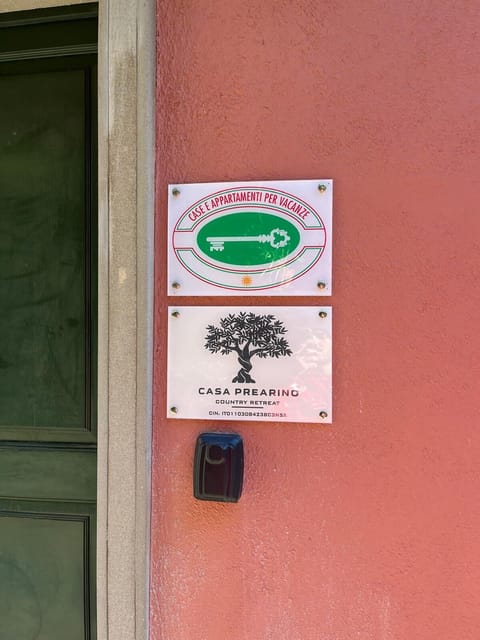 CASE E APPARTAMENTI PER VACANZE
CASA PREARINO
COUNTRY RETREAT